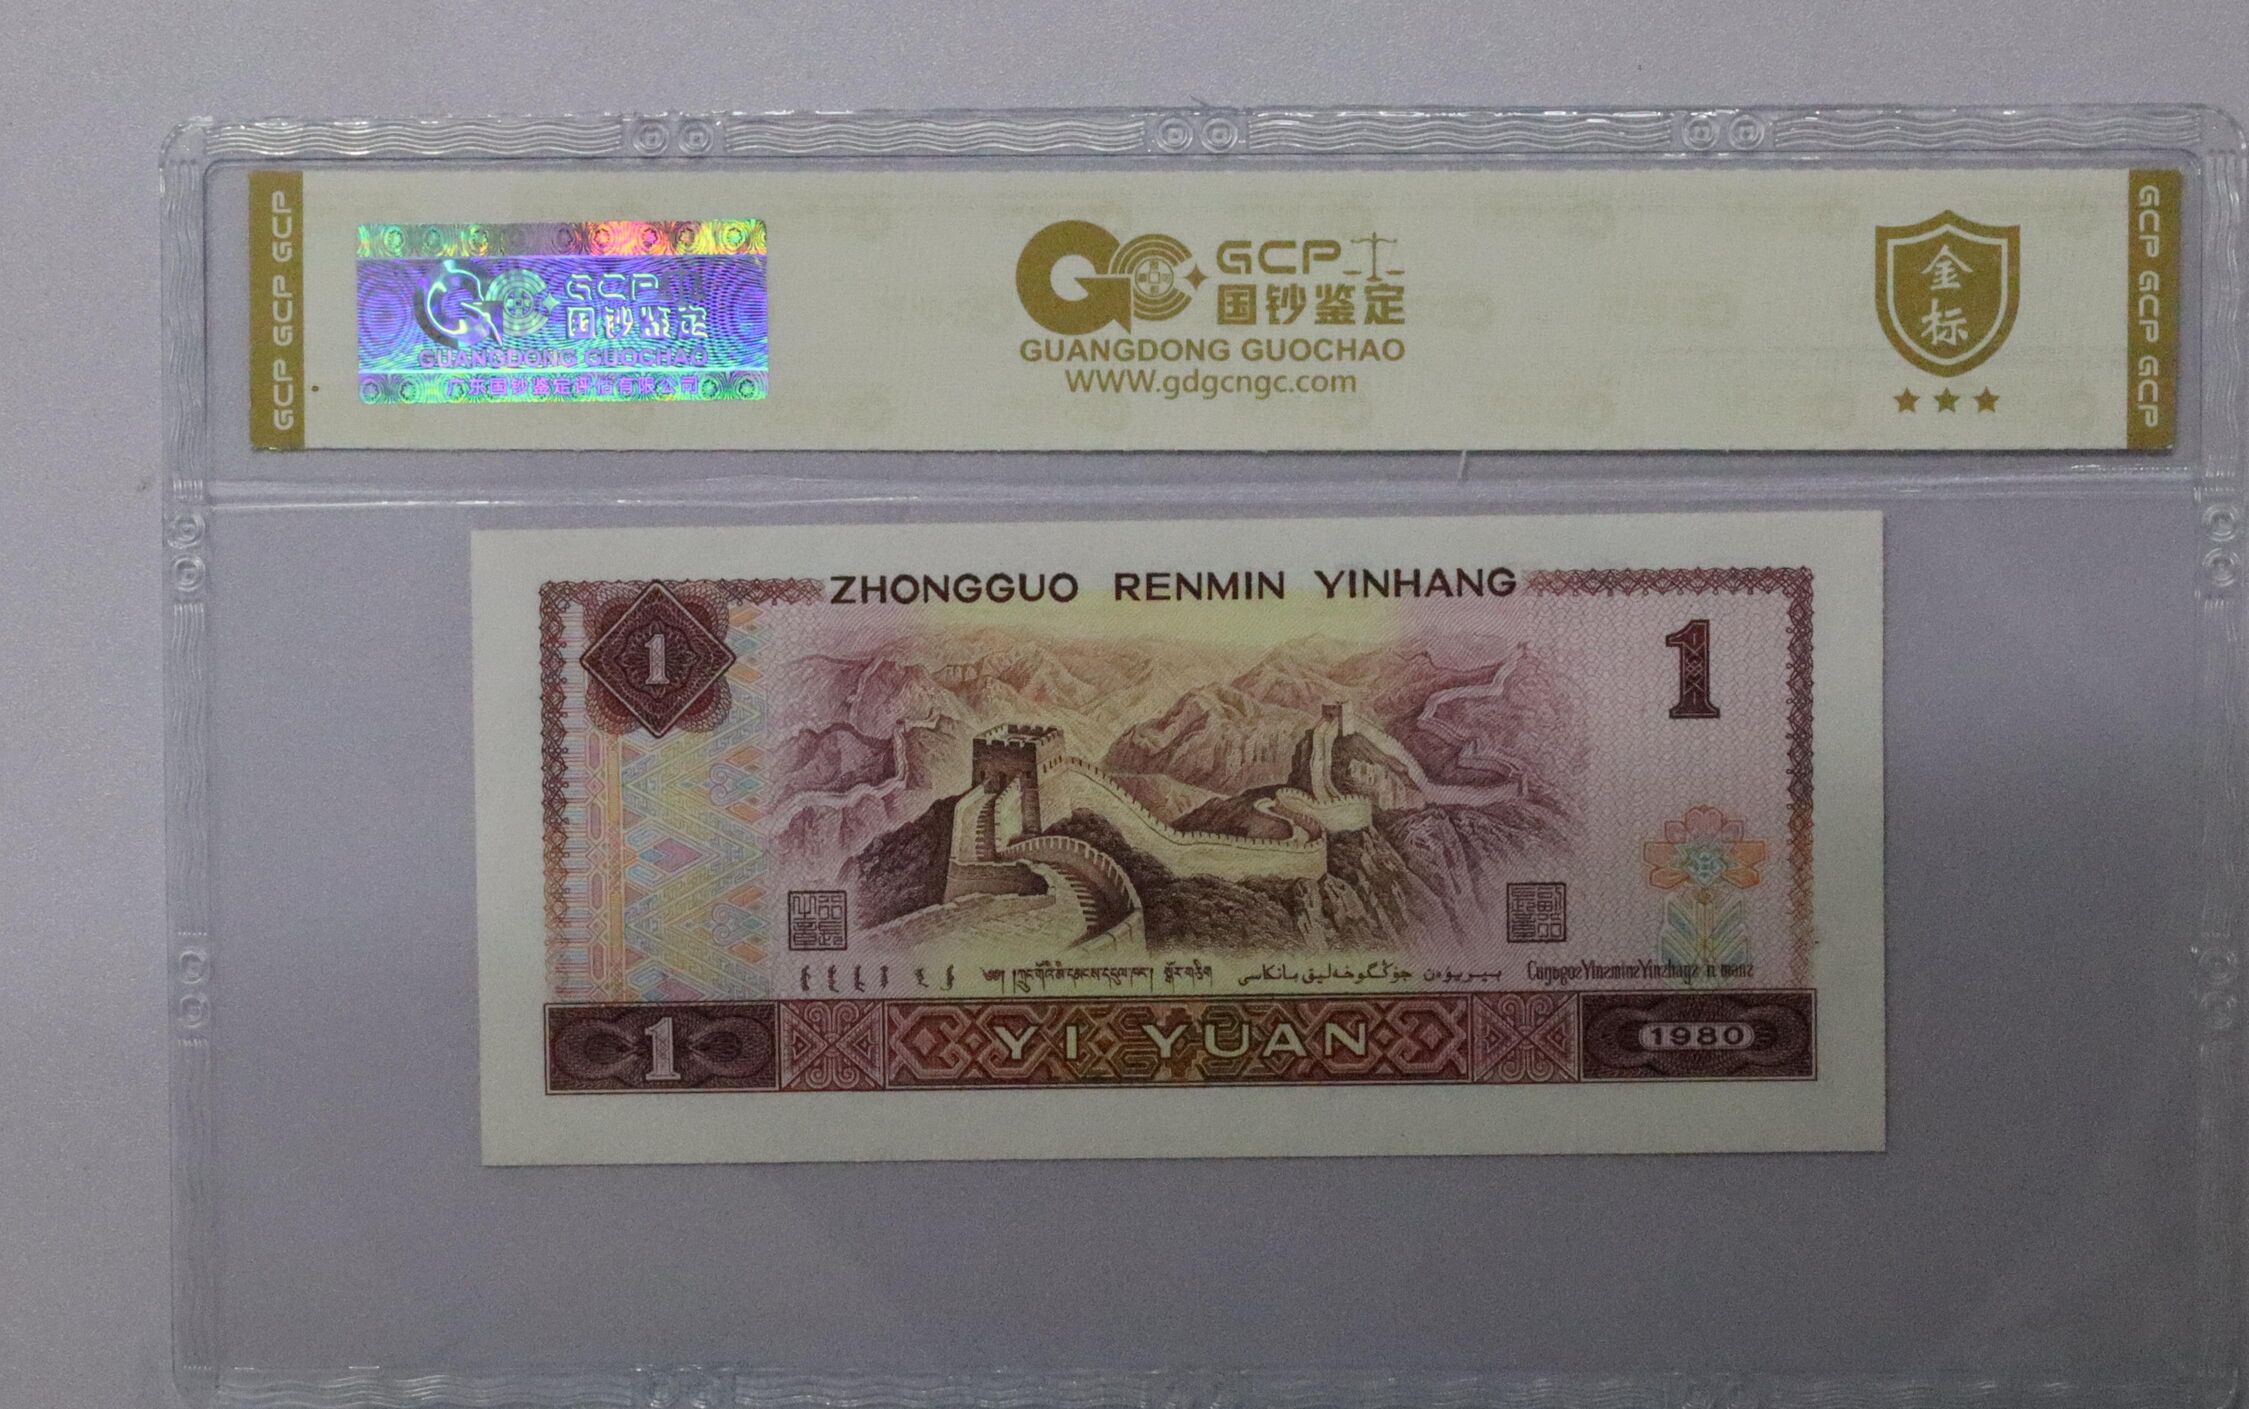 GCP GCP GCP
GCP
国钞鉴定
GUANGDONG GUOCHAO
广东国钞鉴定评估有限公司
GC
GCP
国钞鉴定
GUANGDONG GUOCHAO
WWW.gdgcngc.com
金标
GCP GCP GCP
ZHONGGUO RENMIN YINHANG
1
1
1
YI YUAN
1980